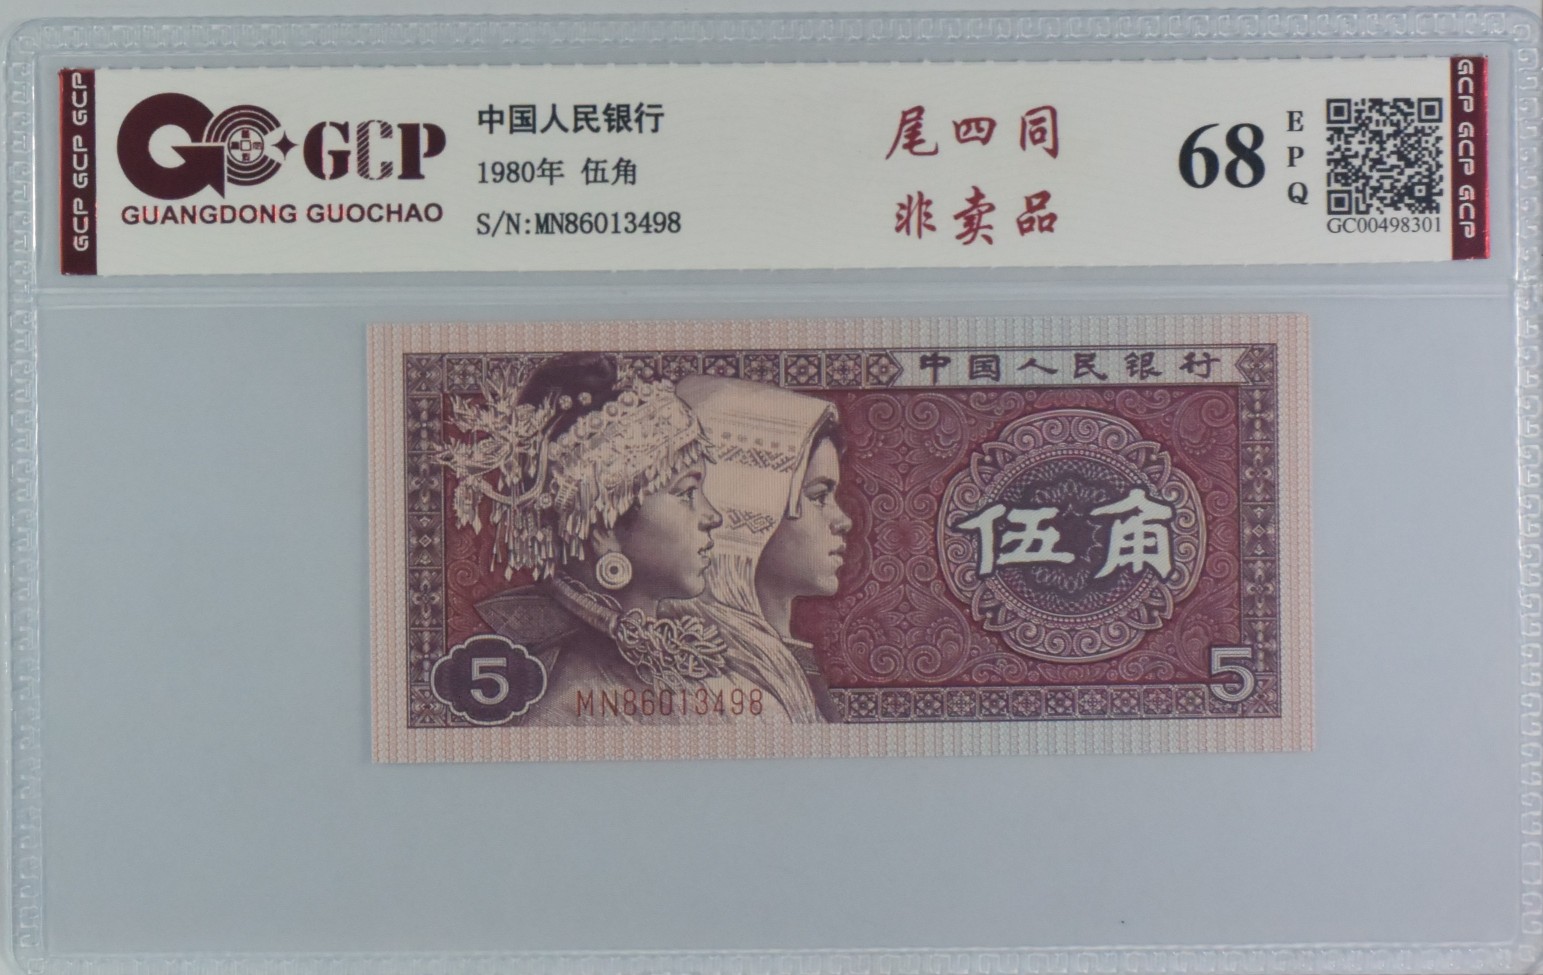 GCP GCP GCP
GCP
GUANGDONG GUOCHAO
中国人民银行
1980年 伍角
S/N:MN86013498
尾四同
非卖品
68
E
P
Q
GC00498301
GCP GCP GCP
中国人民银行
伍角
5
MN86013498
5